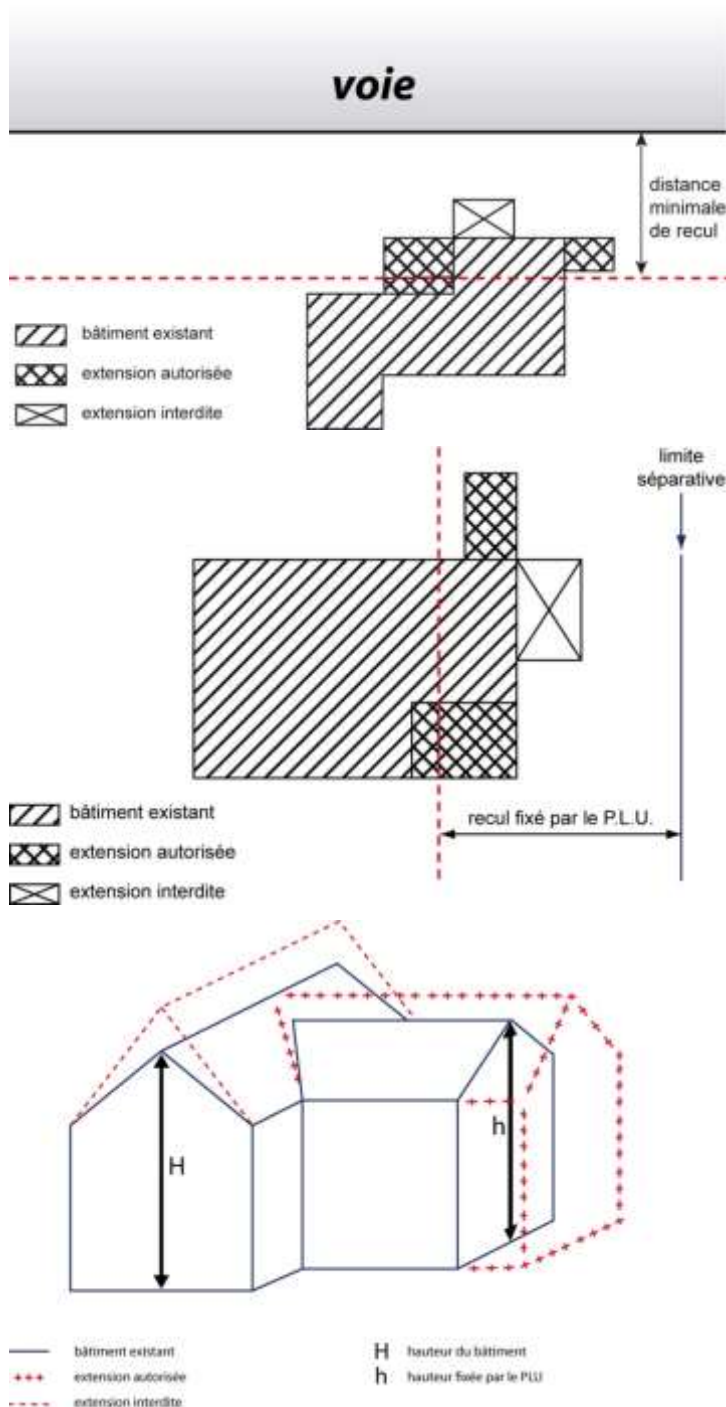 voie
distance
minimale
de recul
bâtiment existant
extension autorisée
extension interdite
limite
séparative
bâtiment existant
extension autorisée
extension interdite
recul fixé par le P.L.U.
H
h
bâtiment existant
extension autorisée
extension interdite
H hauteur du bâtiment
h hauteur fixée par le PLU